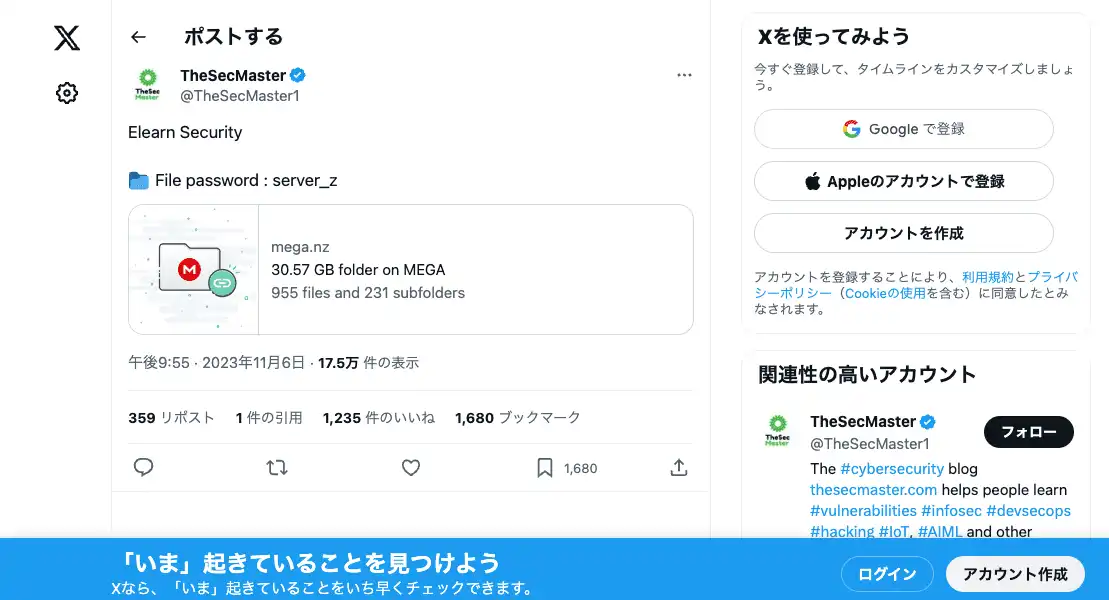 ポストする
TheSecMaster
@TheSecMaster1
Elearn Security
File password : server_z
mega.nz
30.57 GB folder on MEGA
955 files and 231 subfolders
午後9:55 · 2023年11月6日 · 17.5万 件の表示
359 リポスト 1 件の引用 1,235 件のいいね 1,680 ブックマーク
1,680
Xを使ってみよう
今すぐ登録して、タイムラインをカスタマイズしましょ
う。
Google で登録
Appleのアカウントで登録
アカウントを作成
アカウントを登録することにより、利用規約とプライバ
シーポリシー（Cookieの使用を含む）に同意したとみ
なされます。
関連性の高いアカウント
TheSecMaster
@TheSecMaster1
フォロー
The #cybersecurity blog
thesecmaster.com helps people learn
#vulnerabilities #infosec #devsecops
#hacking #IoT, #AIML and other
「いま」起きていることを見つけよう
Xなら、「いま」起きていることをいち早くチェックできます。
ログイン
アカウント作成